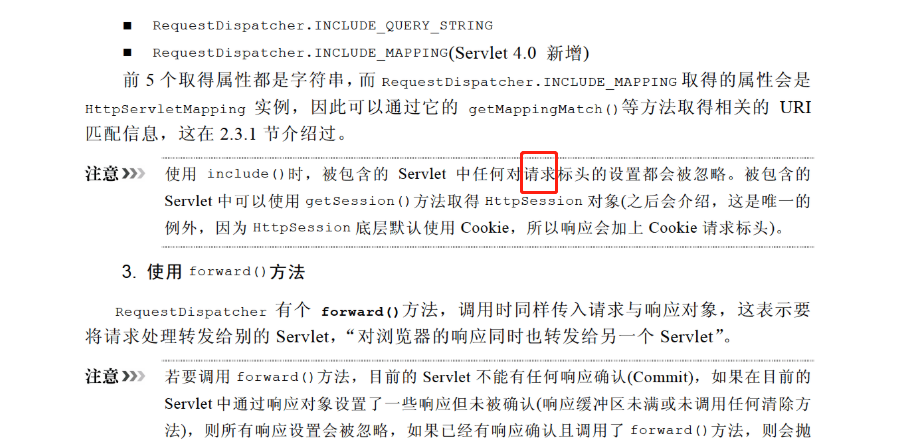 ■ RequestDispatcher.INCLUDE_QUERY_STRING
■ RequestDispatcher.INCLUDE_MAPPING(Servlet 4.0 新增)
前 5 个取得属性都是字符串，而 RequestDispatcher.INCLUDE_MAPPING 取得的属性会是
HttpServletMapping 实例，因此可以通过它的 getMappingMatch()等方法取得相关的 URI
匹配信息，这在 2.3.1 节介绍过。
注意 使用 include()时，被包含的 Servlet 中任何对请求标头的设置都会被忽略。被包含的
Servlet 中可以使用 getSession()方法取得 HttpSession 对象(之后会介绍，这是唯一的
例外，因为 HttpSession 底层默认使用 Cookie，所以响应会加上 Cookie 请求标头)。
3. 使用 forward()方法
RequestDispatcher 有个 forward()方法，调用时同样传入请求与响应对象，这表示要
将请求处理转发给别的 Servlet，“对浏览器的响应同时也转发给另一个 Servlet”。
注意 若要调用 forward()方法，目前的 Servlet 不能有任何响应确认(Commit)，如果在目前的
Servlet 中通过响应对象设置了一些响应但未被确认(响应缓冲区未满或未调用任何清除方
法)，则所有响应设置会被忽略，如果已经有响应确认且调用了 forward()方法，则会抛